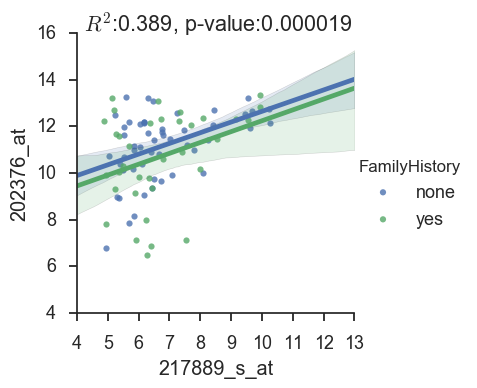 R²:0.389, p-value:0.000019
16
14
12
10
8
6
4
202376_at
4 5 6 7 8 9 10 11 12 13
217889_s_at
FamilyHistory
none
yes